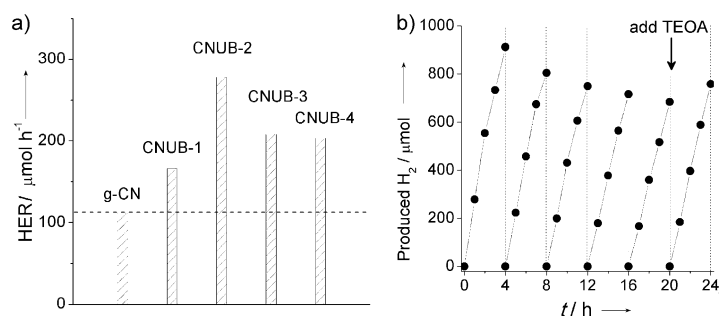 a)
HER / μmol h⁻¹
300
200
100
0
g-CN
CNUB-1
CNUB-2
CNUB-3
CNUB-4
b)
Produced H₂ / μmol
1000
800
600
400
200
0
add TEOA
0 4 8 12 16 20 24
t / h